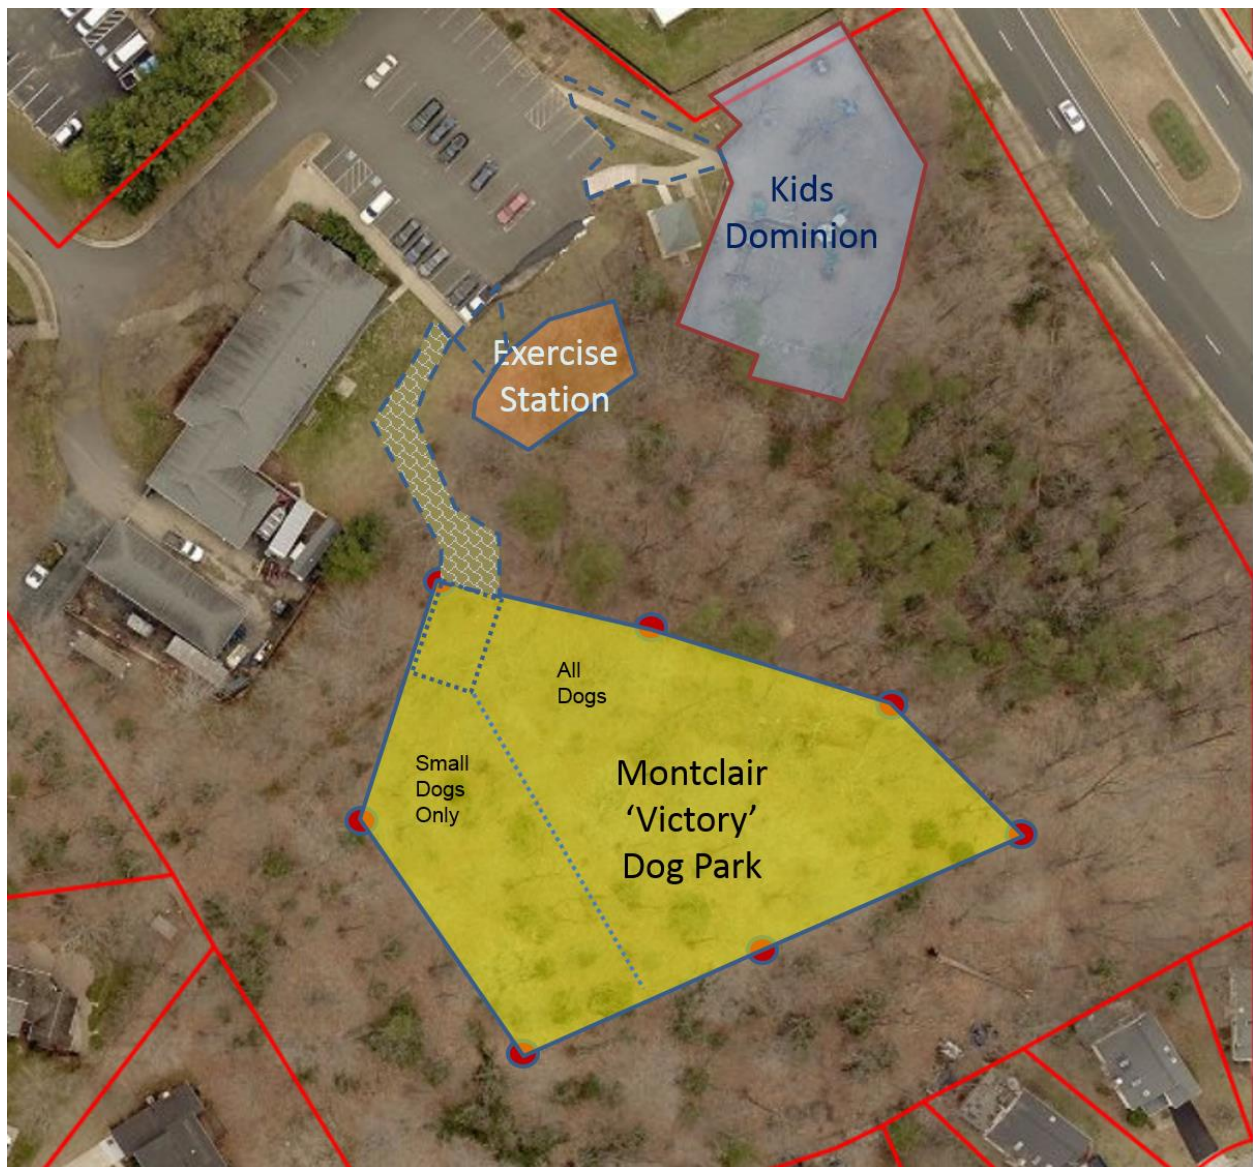 Kids
Dominion
Exercise
Station
All
Dogs
Small
Dogs
Only
Montclair
‘Victory’
Dog Park